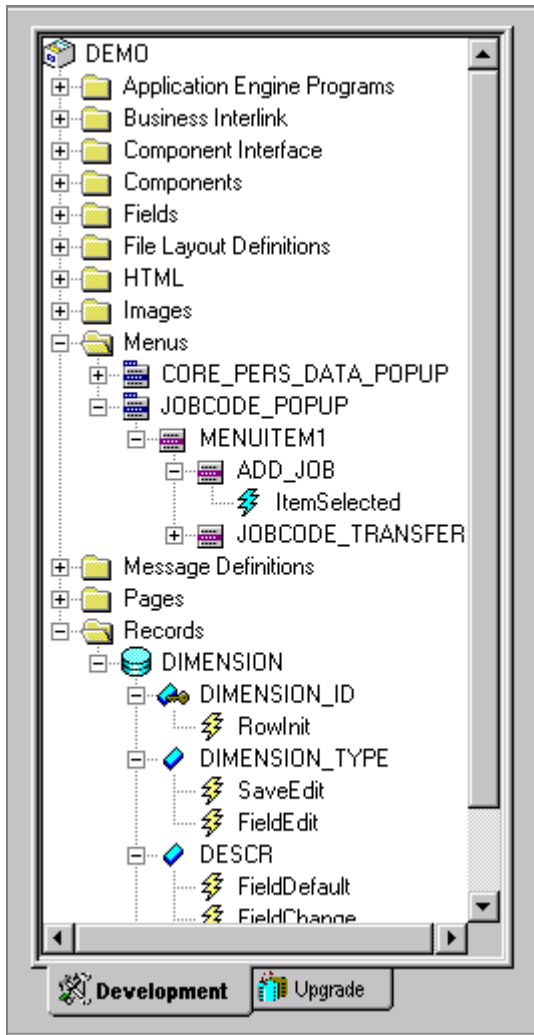 DEMO
Application Engine Programs
Business Interlink
Component Interface
Components
Fields
File Layout Definitions
HTML
Images
Menus
CORE_PERS_DATA_POPUP
JOBCODE_POPUP
MENUITEM1
ADD_JOB
ItemSelected
JOBCODE_TRANSFER
Message Definitions
Pages
Records
DIMENSION
DIMENSION_ID
RowInit
DIMENSION_TYPE
SaveEdit
FieldEdit
DESCR
FieldDefault
FieldChange
Development Upgrade